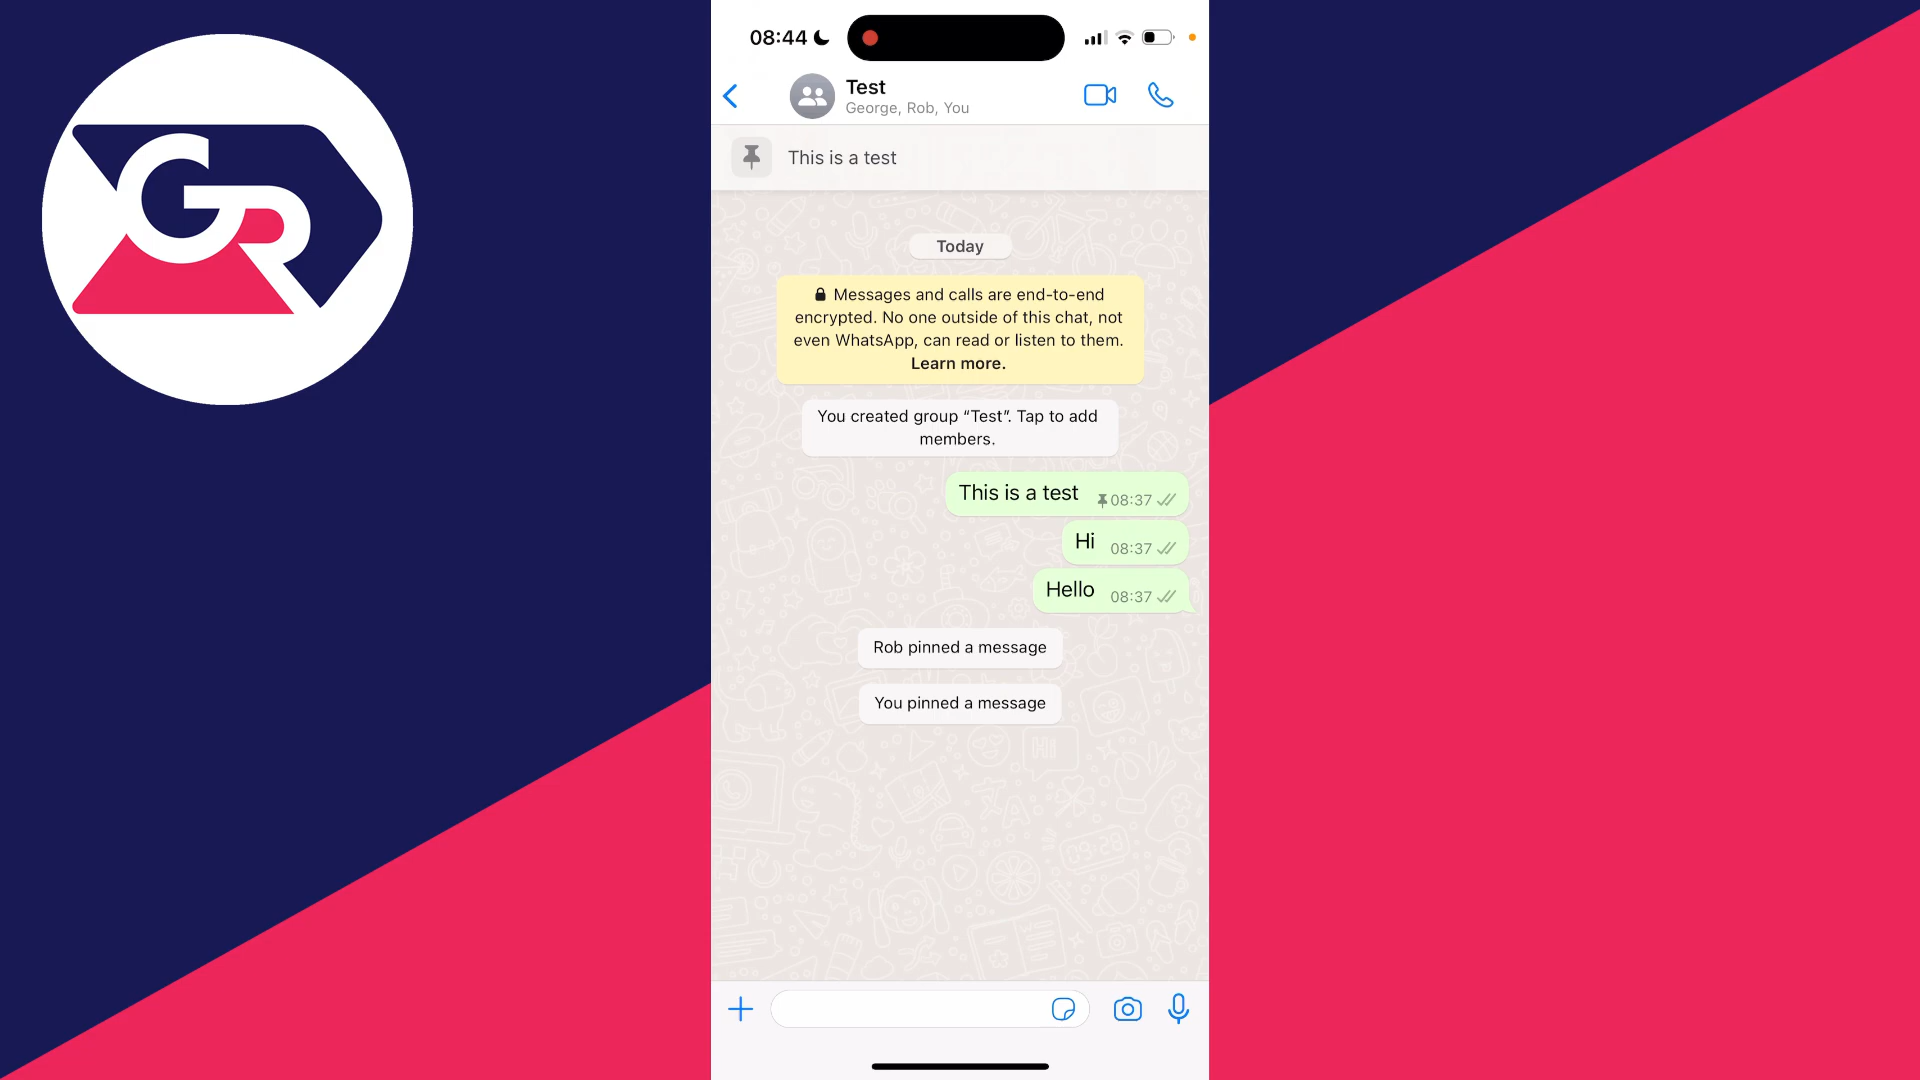 GR
08:44
Test
George, Rob, You
This is a test
Today
Messages and calls are end-to-end
encrypted. No one outside of this chat, not
even WhatsApp, can read or listen to them.
Learn more.
You created group “Test”. Tap to add
members.
This is a test 08:37
Hi 08:37
Hello 08:37
Rob pinned a message
You pinned a message